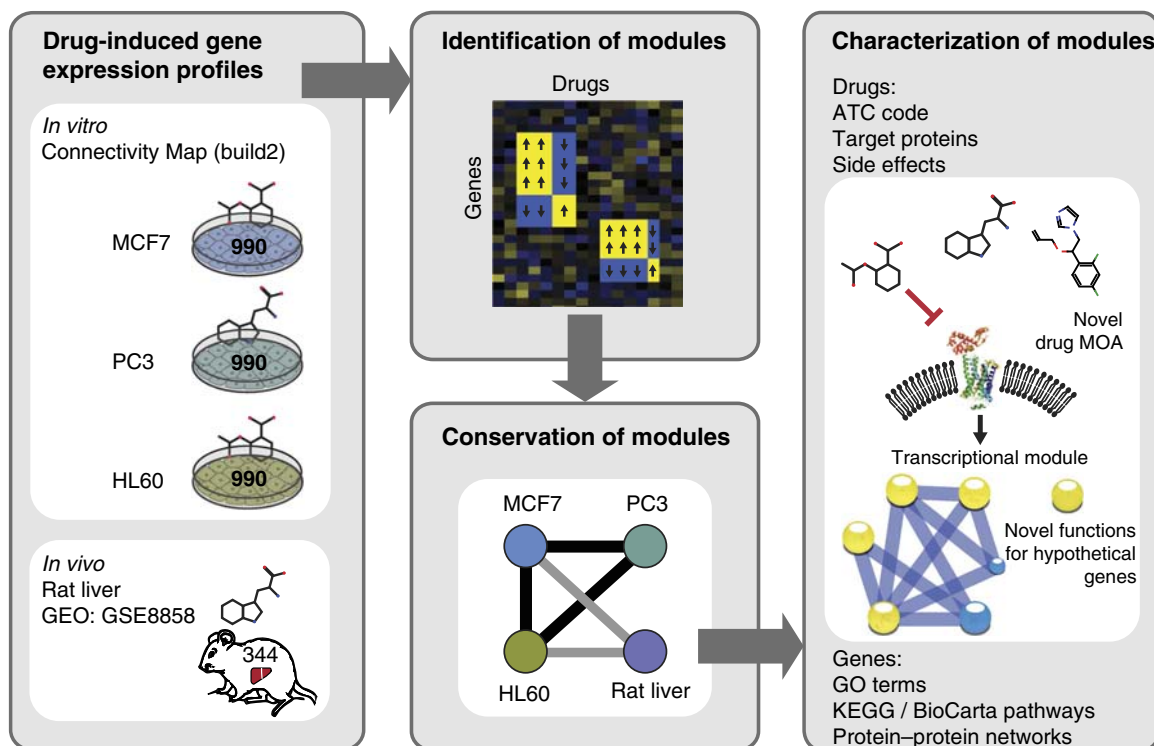 Drug-induced gene
expression profiles
In vitro
Connectivity Map (build2)
MCF7
990
PC3
990
HL60
990
In vivo
Rat liver
GEO: GSE8858
344
Identification of modules
Drugs
Genes
Conservation of modules
MCF7
PC3
HL60
Rat liver
Characterization of modules
Drugs:
ATC code
Target proteins
Side effects
Novel
drug MOA
Transcriptional module
Novel functions
for hypothetical
genes
Genes:
GO terms
KEGG / BioCarta pathways
Protein–protein networks